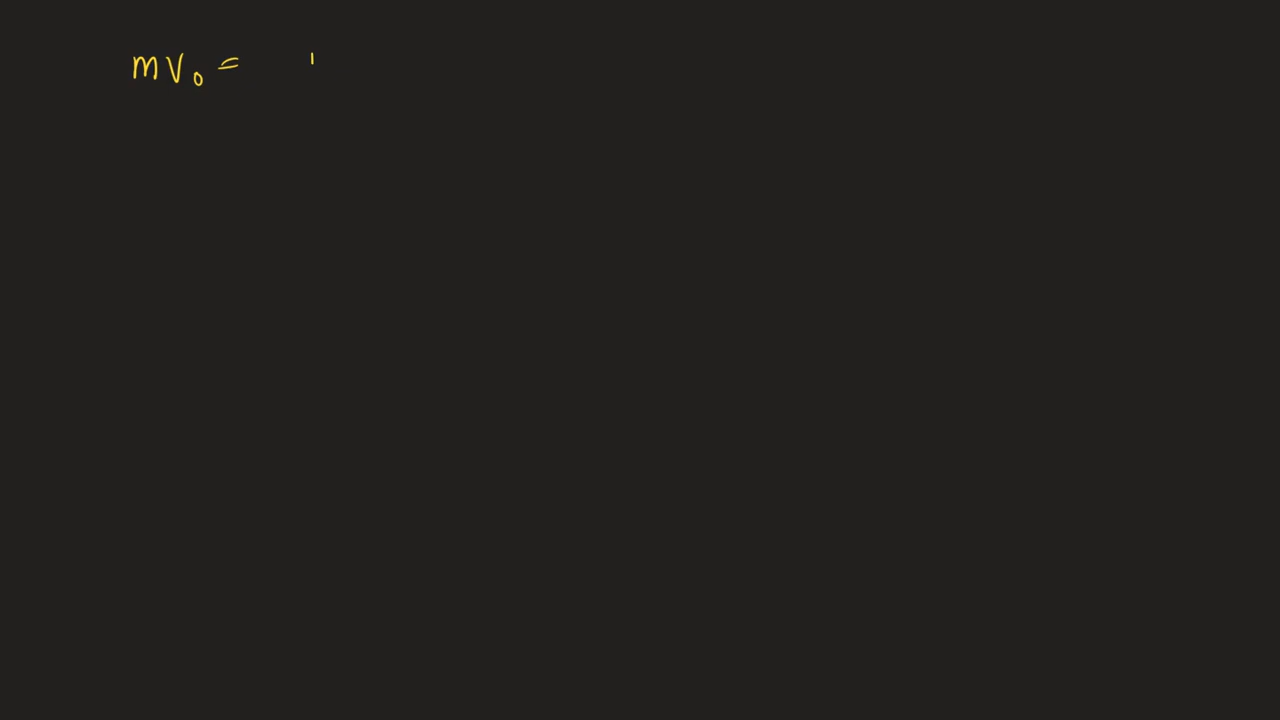 mv₀ =